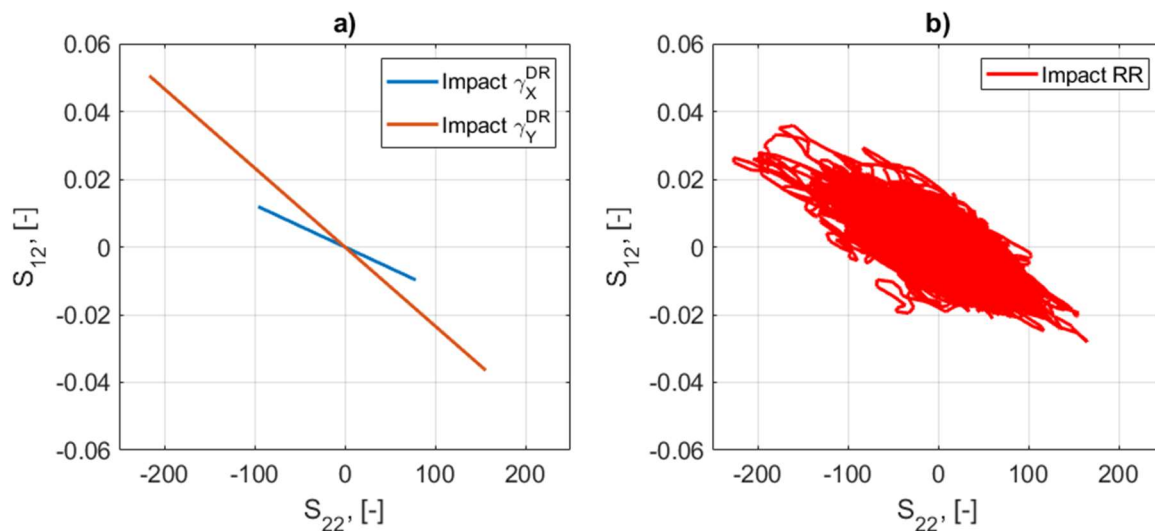 a)
0.06
0.04
0.02
0
-0.02
-0.04
-0.06
S12, [-]
-200 -100 0 100 200
S22, [-]
Impact γXDR
Impact γYDR
b)
0.06
0.04
0.02
0
-0.02
-0.04
-0.06
S12, [-]
-200 -100 0 100 200
S22, [-]
Impact RR